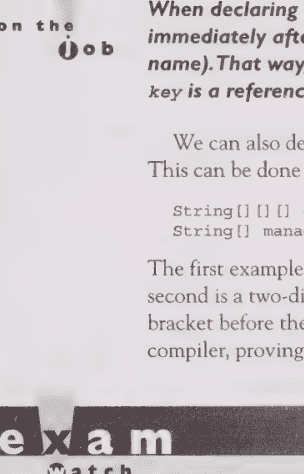 on the
job
When declaring
immediately afte
name). That way
key is a referenc
We can also de
This can be done
String[][][]
String[] mana
The first example
second is a two-di
bracket before the
compiler, proving
exam
watch